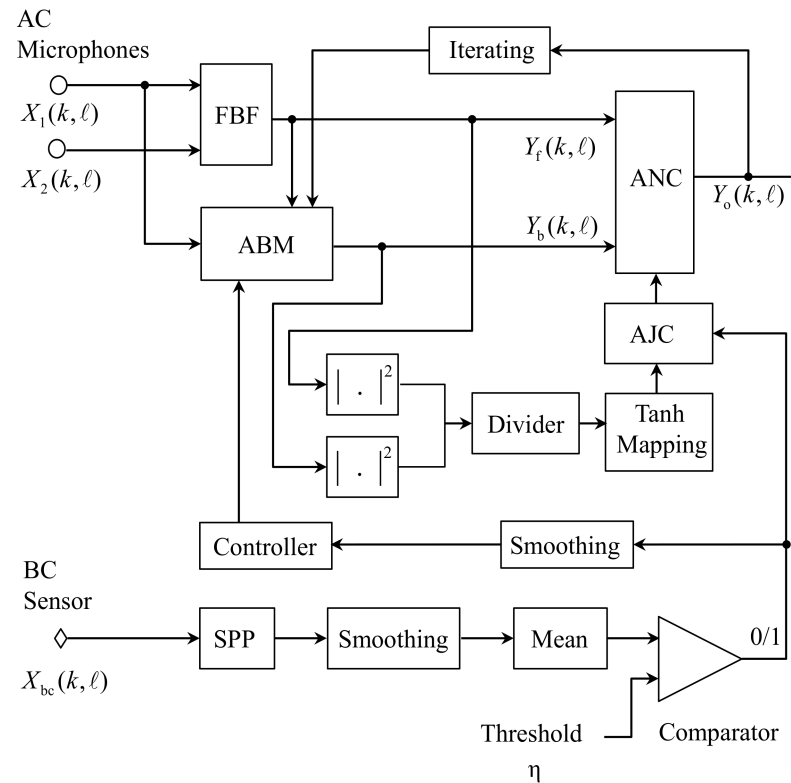 AC
Microphones
Iterating
X₁(k,ℓ)
FBF
X₂(k,ℓ)
Y_f(k,ℓ)
ANC
Y_o(k,ℓ)
ABM
Y_b(k,ℓ)
AJC
| · |²
Divider
Tanh
Mapping
| · |²
Controller
Smoothing
BC
Sensor
SPP
Smoothing
Mean
0/1
X_bc(k,ℓ)
Threshold
η
Comparator